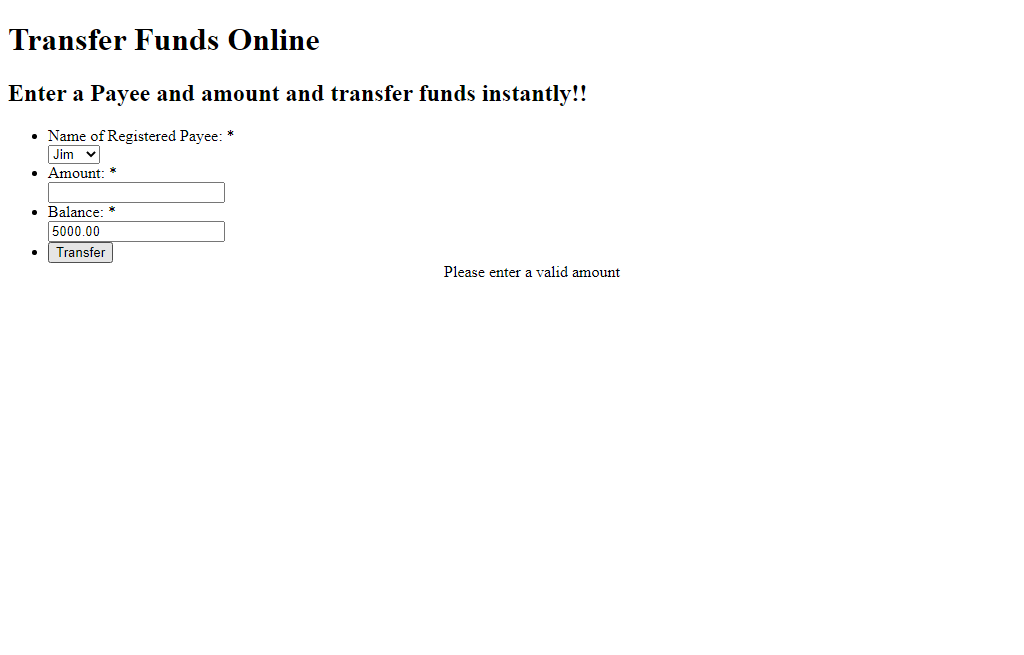 Transfer Funds Online
Enter a Payee and amount and transfer funds instantly!!
Name of Registered Payee: *
Jim
Amount: *
Balance: *
5000.00
Transfer
Please enter a valid amount